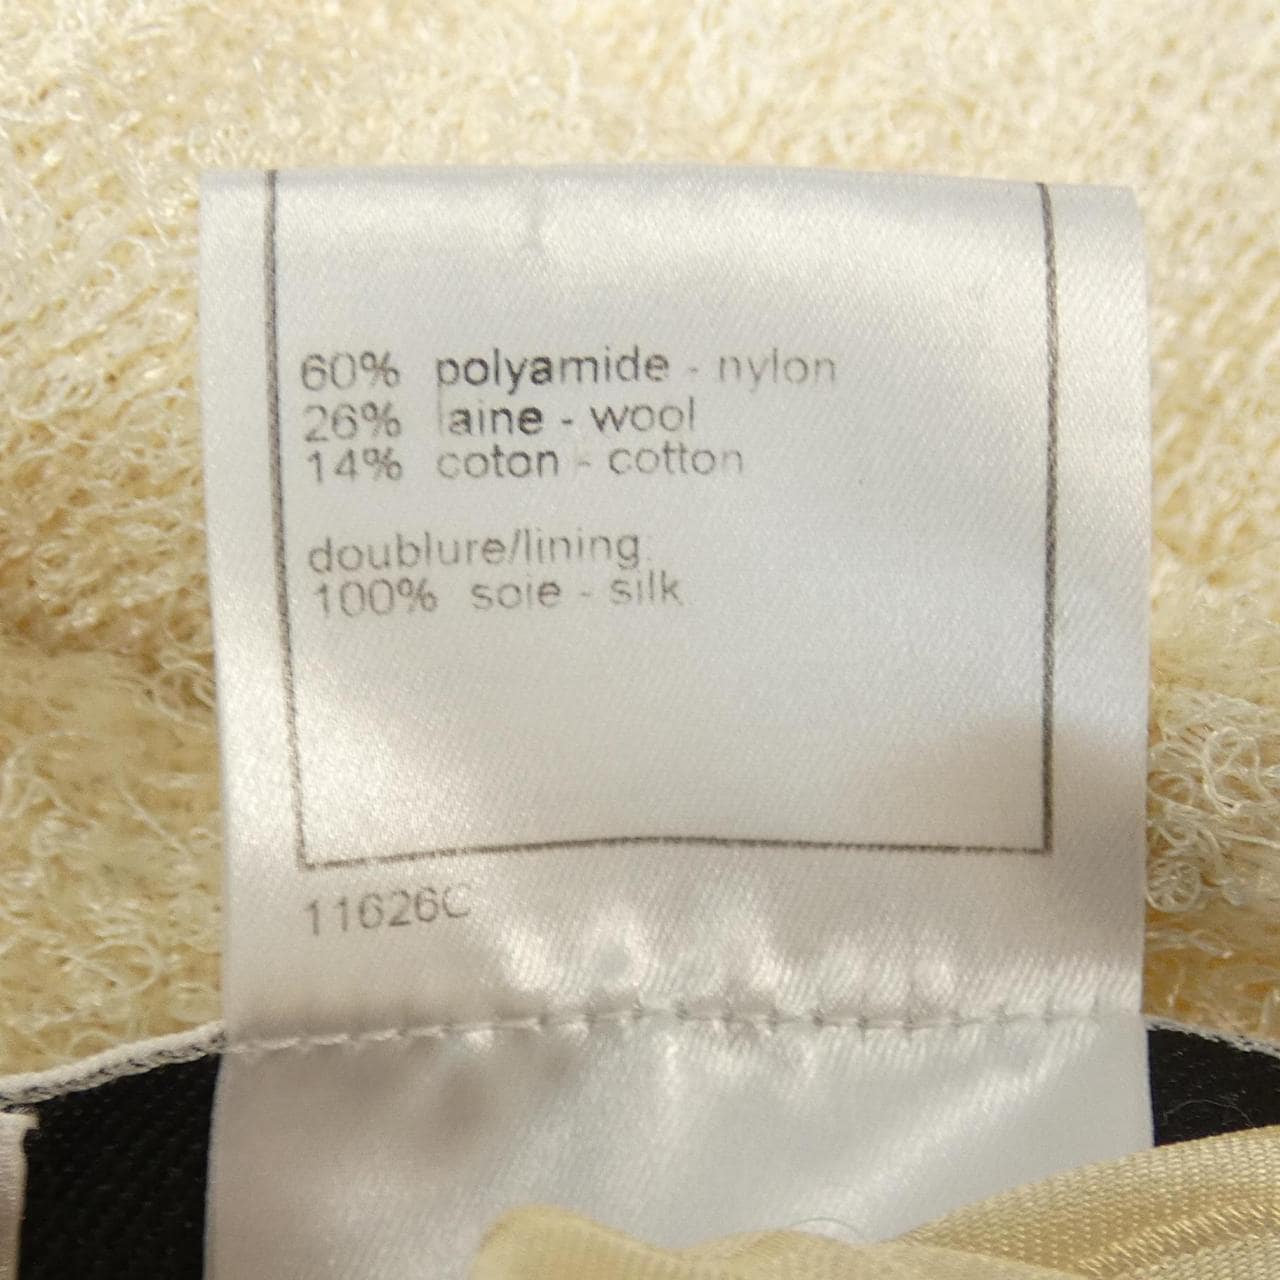 60% polyamide - nylon
26% laine - wool
14% coton - cotton
doublure/lining
100% soie - silk
11626C